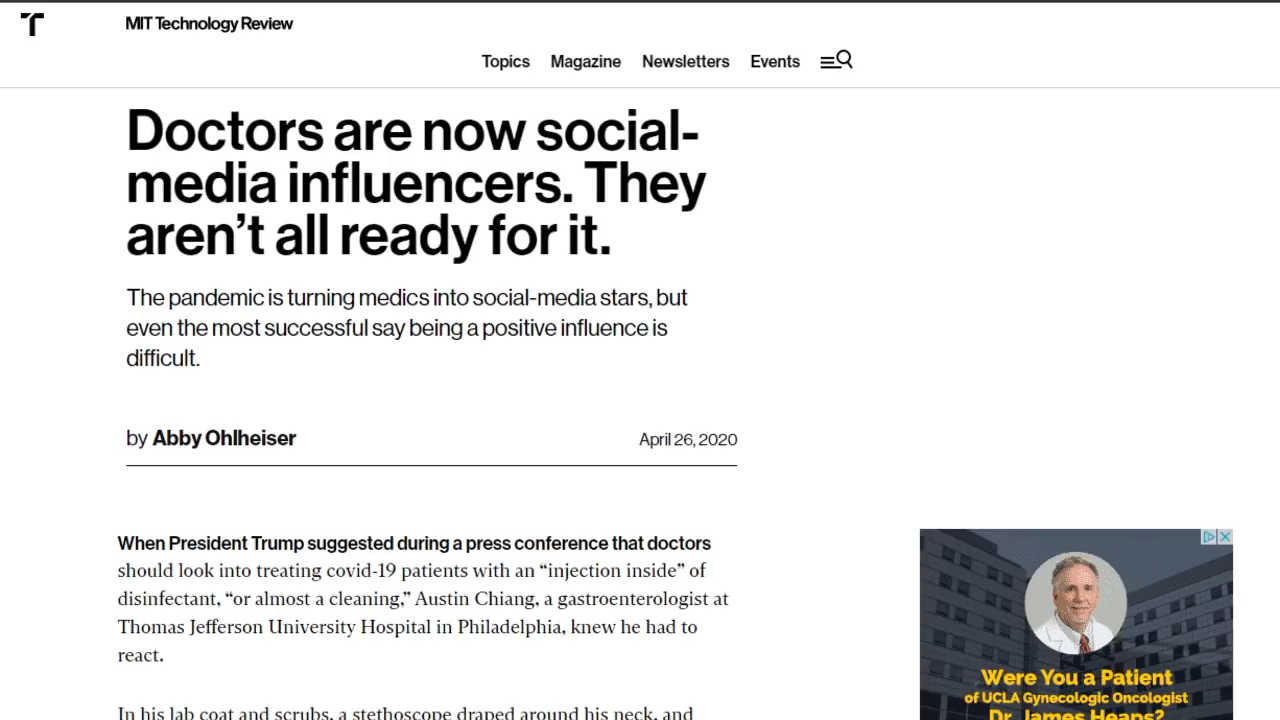 MIT Technology Review
Topics Magazine Newsletters Events
Doctors are now social-
media influencers. They
aren’t all ready for it.
The pandemic is turning medics into social-media stars, but
even the most successful say being a positive influence is
difficult.
by Abby Ohlheiser
April 26, 2020
When President Trump suggested during a press conference that doctors
should look into treating covid-19 patients with an “injection inside” of
disinfectant, “or almost a cleaning,” Austin Chiang, a gastroenterologist at
Thomas Jefferson University Hospital in Philadelphia, knew he had to
react.
In his lab coat and scrubs, a stethoscope draped around his neck, and
Were You a Patient
of UCLA Gynecologic Oncologist
Dr. James Heaps?